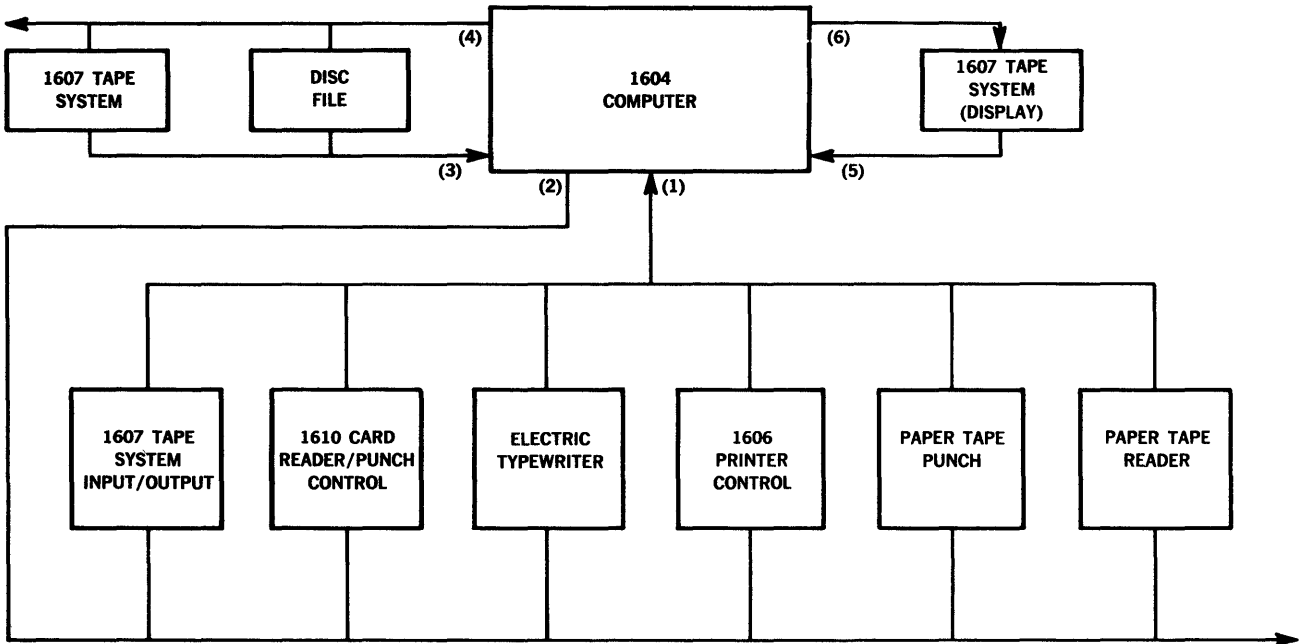 (4)
(6)
1607 TAPE
SYSTEM
DISC
FILE
1604
COMPUTER
1607 TAPE
SYSTEM
(DISPLAY)
(3)
(5)
(2)
(1)
1607 TAPE
SYSTEM
INPUT/OUTPUT
1610 CARD
READER/PUNCH
CONTROL
ELECTRIC
TYPEWRITER
1606
PRINTER
CONTROL
PAPER TAPE
PUNCH
PAPER TAPE
READER